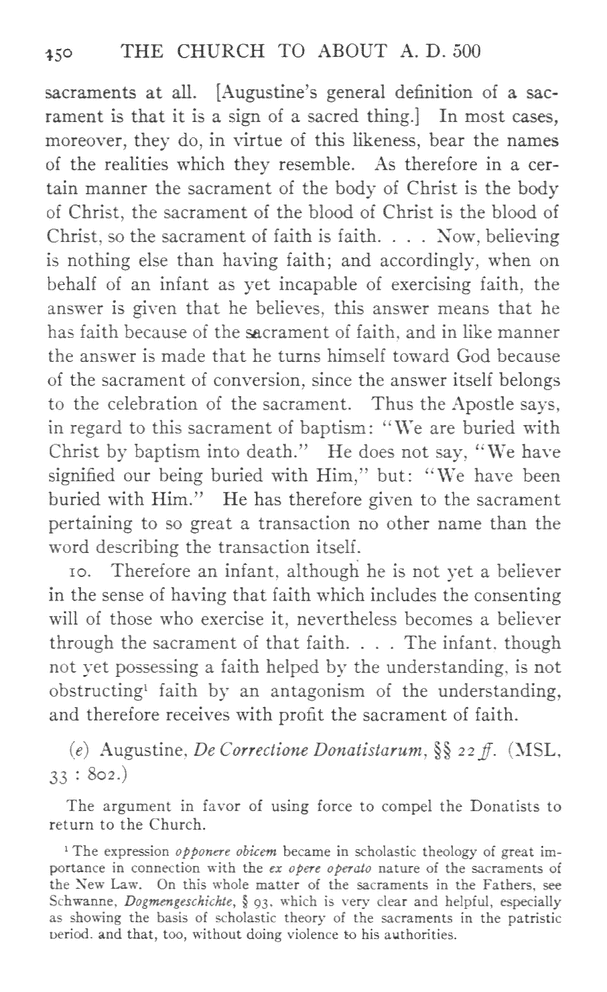 450 THE CHURCH TO ABOUT A. D. 500
sacraments at all. [Augustine's general definition of a sac-
rament is that it is a sign of a sacred thing.] In most cases,
moreover, they do, in virtue of this likeness, bear the names
of the realities which they resemble. As therefore in a cer-
tain manner the sacrament of the body of Christ is the body
of Christ, the sacrament of the blood of Christ is the blood of
Christ, so the sacrament of faith is faith. . . . Now, believing
is nothing else than having faith; and accordingly, when on
behalf of an infant as yet incapable of exercising faith, the
answer is given that he believes, this answer means that he
has faith because of the sacrament of faith, and in like manner
the answer is made that he turns himself toward God because
of the sacrament of conversion, since the answer itself belongs
to the celebration of the sacrament. Thus the Apostle says,
in regard to this sacrament of baptism: "We are buried with
Christ by baptism into death." He does not say, "We have
signified our being buried with Him," but: "We have been
buried with Him." He has therefore given to the sacrament
pertaining to so great a transaction no other name than the
word describing the transaction itself.
10. Therefore an infant, although he is not yet a believer
in the sense of having that faith which includes the consenting
will of those who exercise it, nevertheless becomes a believer
through the sacrament of that faith. . . . The infant, though
not yet possessing a faith helped by the understanding, is not
obstructing¹ faith by an antagonism of the understanding,
and therefore receives with profit the sacrament of faith.
(e) Augustine, De Correctione Donatistarum, §§ 22 ff. (MSL,
33 : 802.)
The argument in favor of using force to compel the Donatists to
return to the Church.
¹ The expression opponere obicem became in scholastic theology of great im-
portance in connection with the ex opere operato nature of the sacraments of
the New Law. On this whole matter of the sacraments in the Fathers, see
Schwanne, Dogmengeschichte, § 93, which is very clear and helpful, especially
as showing the basis of scholastic theory of the sacraments in the patristic
period, and that, too, without doing violence to his authorities.